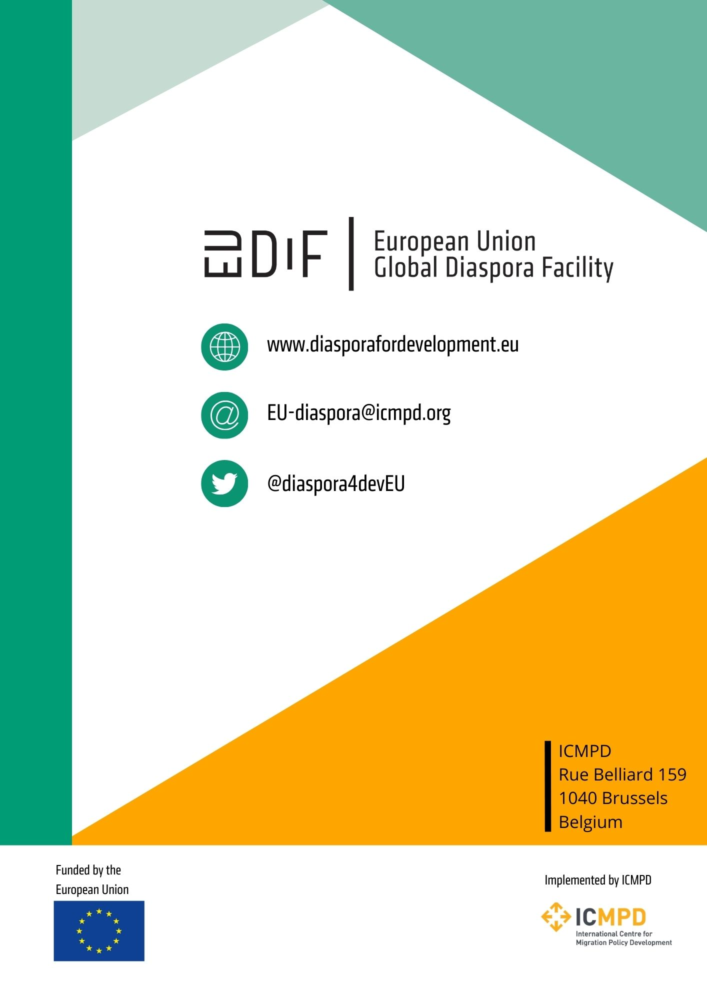 EUDiF
European Union
Global Diaspora Facility
www.diasporafordevelopment.eu
@
EU-diaspora@icmpd.org
@diaspora4devEU
ICMPD
Rue Belliard 159
1040 Brussels
Belgium
Funded by the
European Union
Implemented by ICMPD
ICMPD
International Centre for
Migration Policy Development